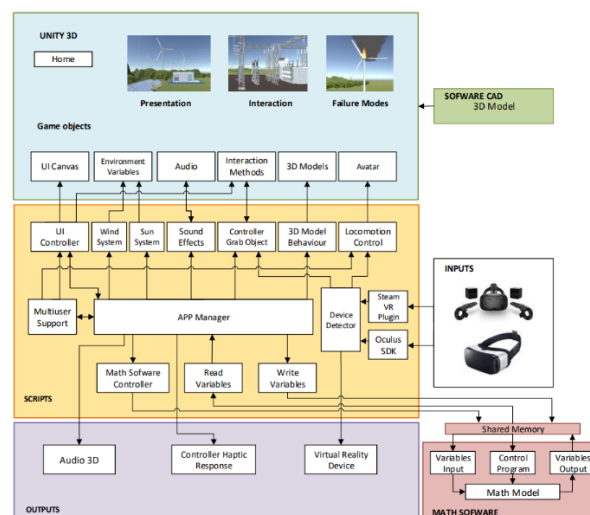 UNITY 3D
Home
Presentation
Interaction
Failure Modes
SOFWARE CAD
3D Model
Game objects
UI Canvas
Environment
Variables
Audio
Interaction
Methods
3D Models
Avatar
UI
Controller
Wind
System
Sun
System
Sound
Effects
Controller
Grab Object
3D Model
Behaviour
Locomotion
Control
INPUTS
Multiuser
Support
APP Manager
Device
Detector
Steam
VR
Plugin
Oculus
SDK
Math Sofware
Controller
Read
Variables
Write
Variables
SCRIPTS
Shared Memory
Audio 3D
Controller Haptic
Response
Virtual Reality
Device
Variables
Input
Control
Program
Variables
Output
Math Model
OUTPUTS
MATH SOFWARE